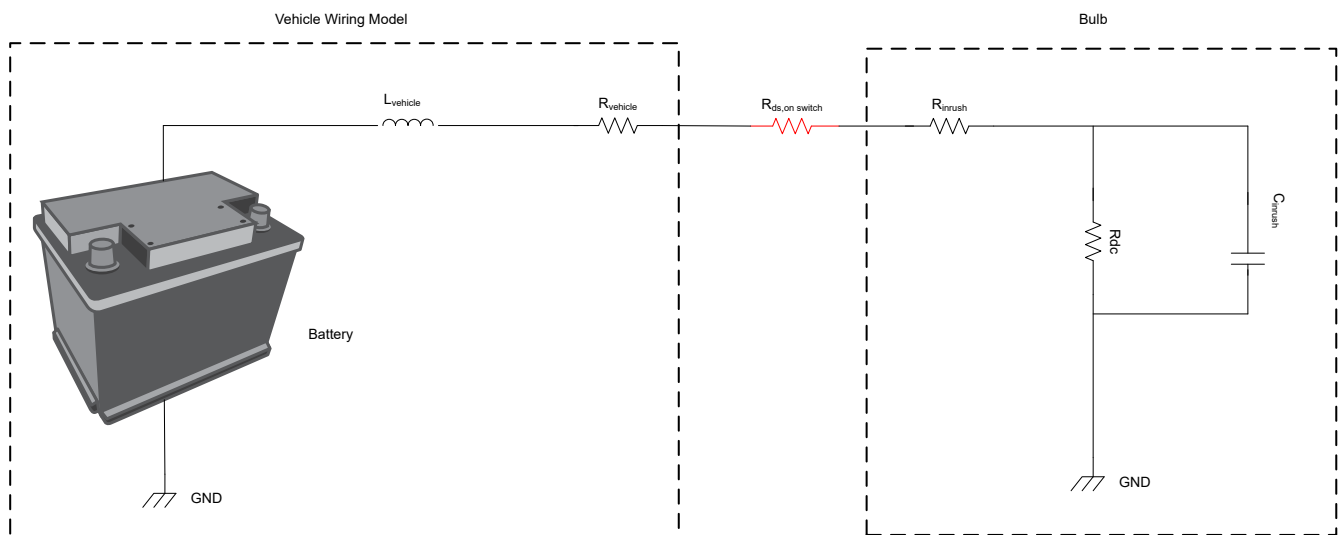 Vehicle Wiring Model
Bulb
Lvehicle
Rvehicle
Rds,on switch
Rinrush
Cinrush
Rdc
Battery
GND
GND